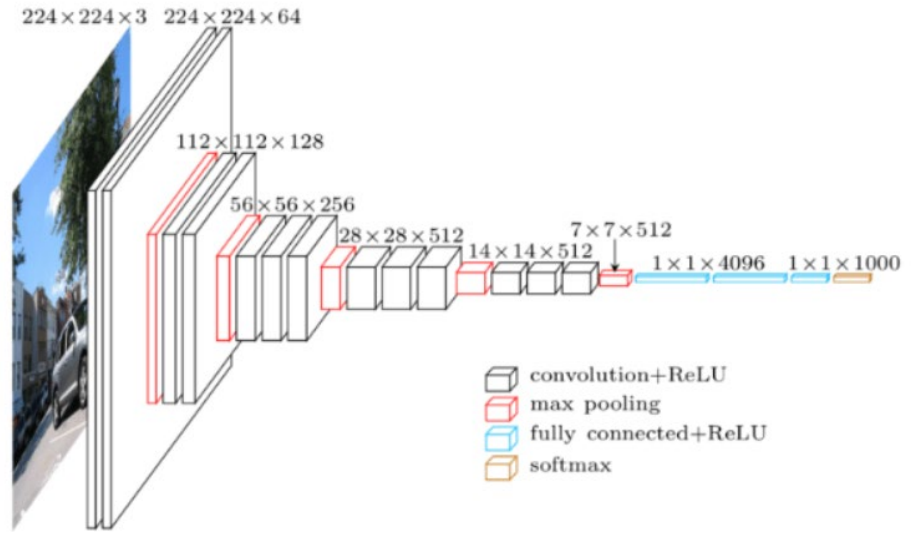 224×224×3
224×224×64
112×112×128
56×56×256
28×28×512
14×14×512
7×7×512
1×1×4096
1×1×1000
convolution+ReLU
max pooling
fully connected+ReLU
softmax